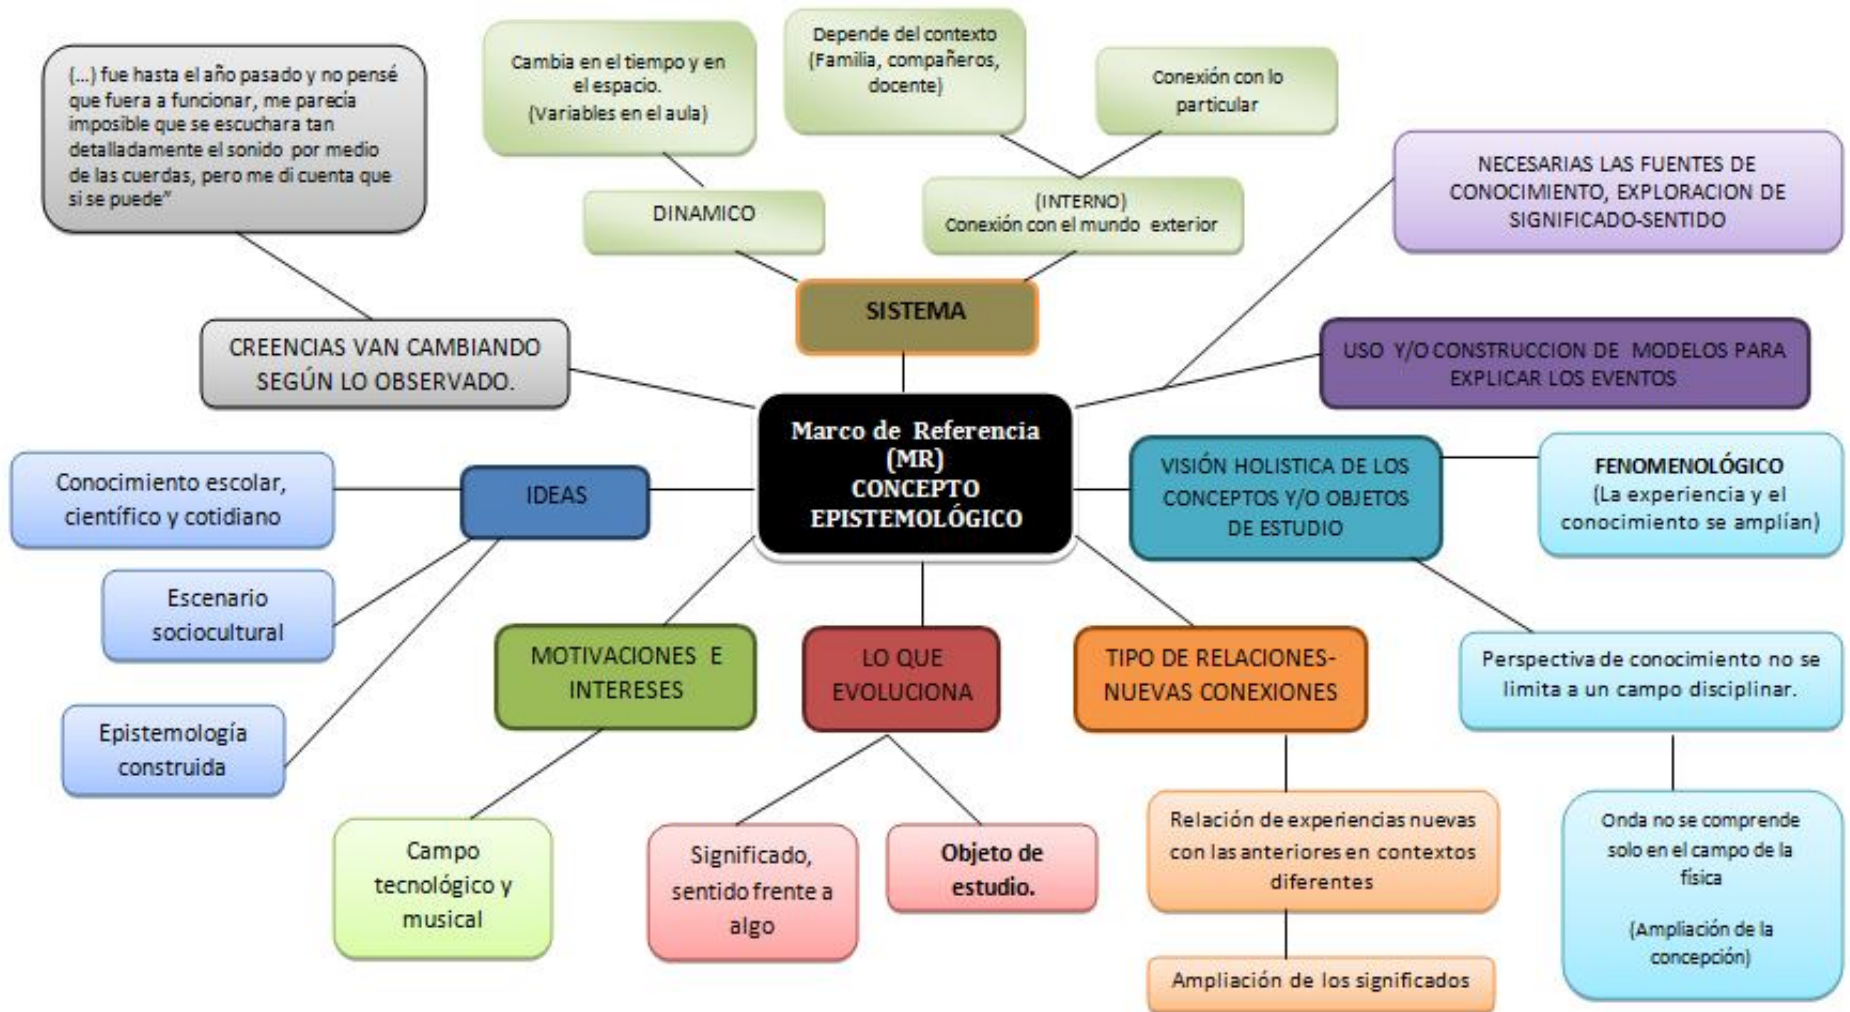 (...) fue hasta el año pasado y no pensé
que fuera a funcionar, me parecía
imposible que se escuchara tan
detalladamente el sonido por medio
de las cuerdas, pero me di cuenta que
si se puede”
Cambia en el tiempo y en
el espacio.
(Variables en el aula)
Depende del contexto
(Familia, compañeros,
docente)
Conexión con lo
particular
NECESARIAS LAS FUENTES DE
CONOCIMIENTO, EXPLORACION DE
SIGNIFICADO-SENTIDO
DINAMICO
(INTERNO)
Conexión con el mundo exterior
SISTEMA
CREENCIAS VAN CAMBIANDO
SEGÚN LO OBSERVADO.
USO Y/O CONSTRUCCION DE MODELOS PARA
EXPLICAR LOS EVENTOS
Marco de Referencia
(MR)
CONCEPTO
EPISTEMOLÓGICO
IDEAS
Conocimiento escolar,
científico y cotidiano
Escenario
sociocultural
Epistemología
construida
VISIÓN HOLISTICA DE LOS
CONCEPTOS Y/O OBJETOS
DE ESTUDIO
FENOMENOLÓGICO
(La experiencia y el
conocimiento se amplían)
MOTIVACIONES E
INTERESES
LO QUE
EVOLUCIONA
TIPO DE RELACIONES-
NUEVAS CONEXIONES
Perspectiva de conocimiento no se
limita a un campo disciplinar.
Campo
tecnológico y
musical
Significado,
sentido frente a
algo
Objeto de
estudio.
Relación de experiencias nuevas
con las anteriores en contextos
diferentes
Ampliación de los significados
Onda no se comprende
solo en el campo de la
física
(Ampliación de la
concepción)